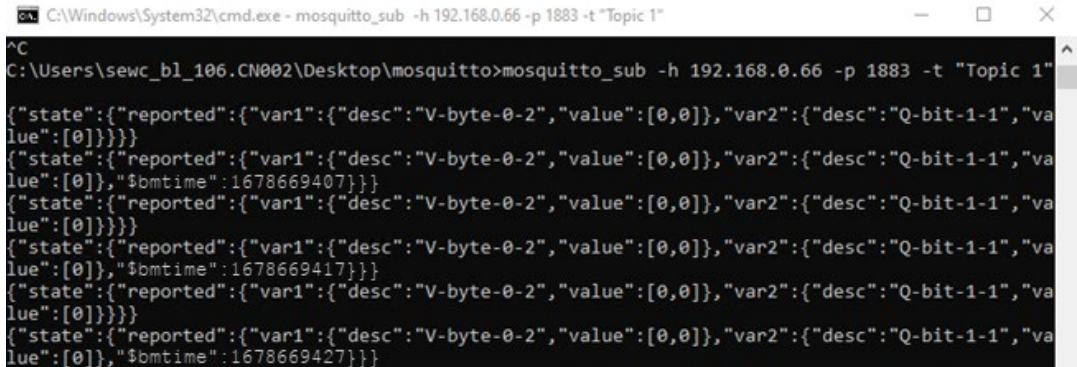 C:\Windows\System32\cmd.exe - mosquitto_sub -h 192.168.0.66 -p 1883 -t "Topic 1"
^C
C:\Users\sewc_bl_106.CN002\Desktop\mosquitto>mosquitto_sub -h 192.168.0.66 -p 1883 -t "Topic 1"
{"state":{"reported":{"var1":{"desc":"V-byte-0-2","value":[0,0]},"var2":{"desc":"Q-bit-1-1","va
lue":[0]}}}}
{"state":{"reported":{"var1":{"desc":"V-byte-0-2","value":[0,0]},"var2":{"desc":"Q-bit-1-1","va
lue":[0]},"$bmtime":1678669407}}}
{"state":{"reported":{"var1":{"desc":"V-byte-0-2","value":[0,0]},"var2":{"desc":"Q-bit-1-1","va
lue":[0]}}}}
{"state":{"reported":{"var1":{"desc":"V-byte-0-2","value":[0,0]},"var2":{"desc":"Q-bit-1-1","va
lue":[0]},"$bmtime":1678669417}}}
{"state":{"reported":{"var1":{"desc":"V-byte-0-2","value":[0,0]},"var2":{"desc":"Q-bit-1-1","va
lue":[0]}}}}
{"state":{"reported":{"var1":{"desc":"V-byte-0-2","value":[0,0]},"var2":{"desc":"Q-bit-1-1","va
lue":[0]},"$bmtime":1678669427}}}